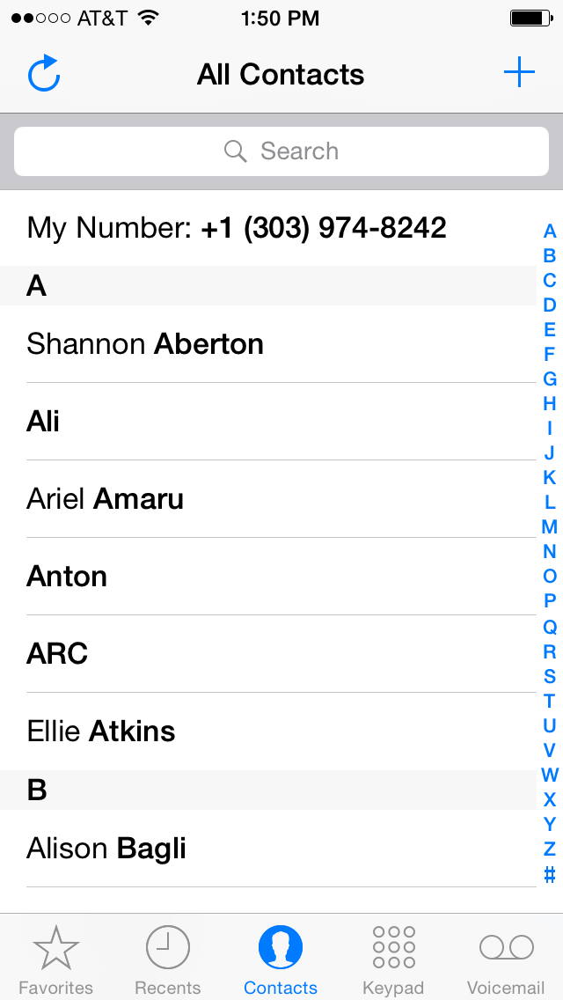 AT&T 1:50 PM
All Contacts
Search
My Number: +1 (303) 974-8242
A
Shannon Aberton
Ali
Ariel Amaru
Anton
ARC
Ellie Atkins
B
Alison Bagli
A
B
C
D
E
F
G
H
I
J
K
L
M
N
O
P
Q
R
S
T
U
V
W
X
Y
Z
#
Favorites Recents Contacts Keypad Voicemail